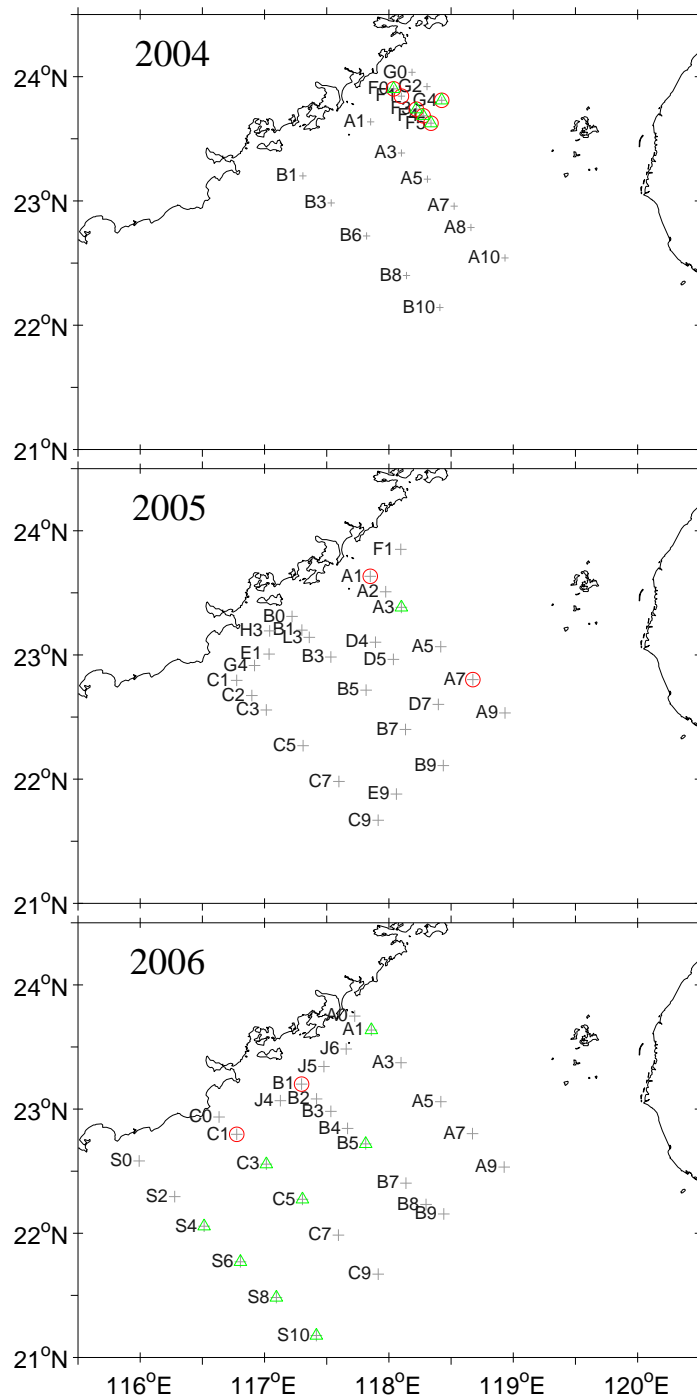 2004
24°N
G0
G2
F0
G4
F3
F5
A1
A3
B1
A5
23°N
B3
A7
A8
B6
A10
B8
B10
22°N
21°N
2005
24°N
F1
A1
A2
A3
B0
H3 B1
L3
D4
A5
E1
B3
D5
23°N
G4
C1
A7
C2
B5
C3
D7
A9
B7
C5
B9
C7
22°N
E9
C9
21°N
2006
24°N
A0
A1
J6
J5
A3
B1
J4 B2
A5
23°N
C0
B3
C1
B4
A7
B5
S0
C3
A9
B7
S2
C5
B8
B9
S4
C7
22°N
S6
C9
S8
S10
21°N
116°E 117°E 118°E 119°E 120°E